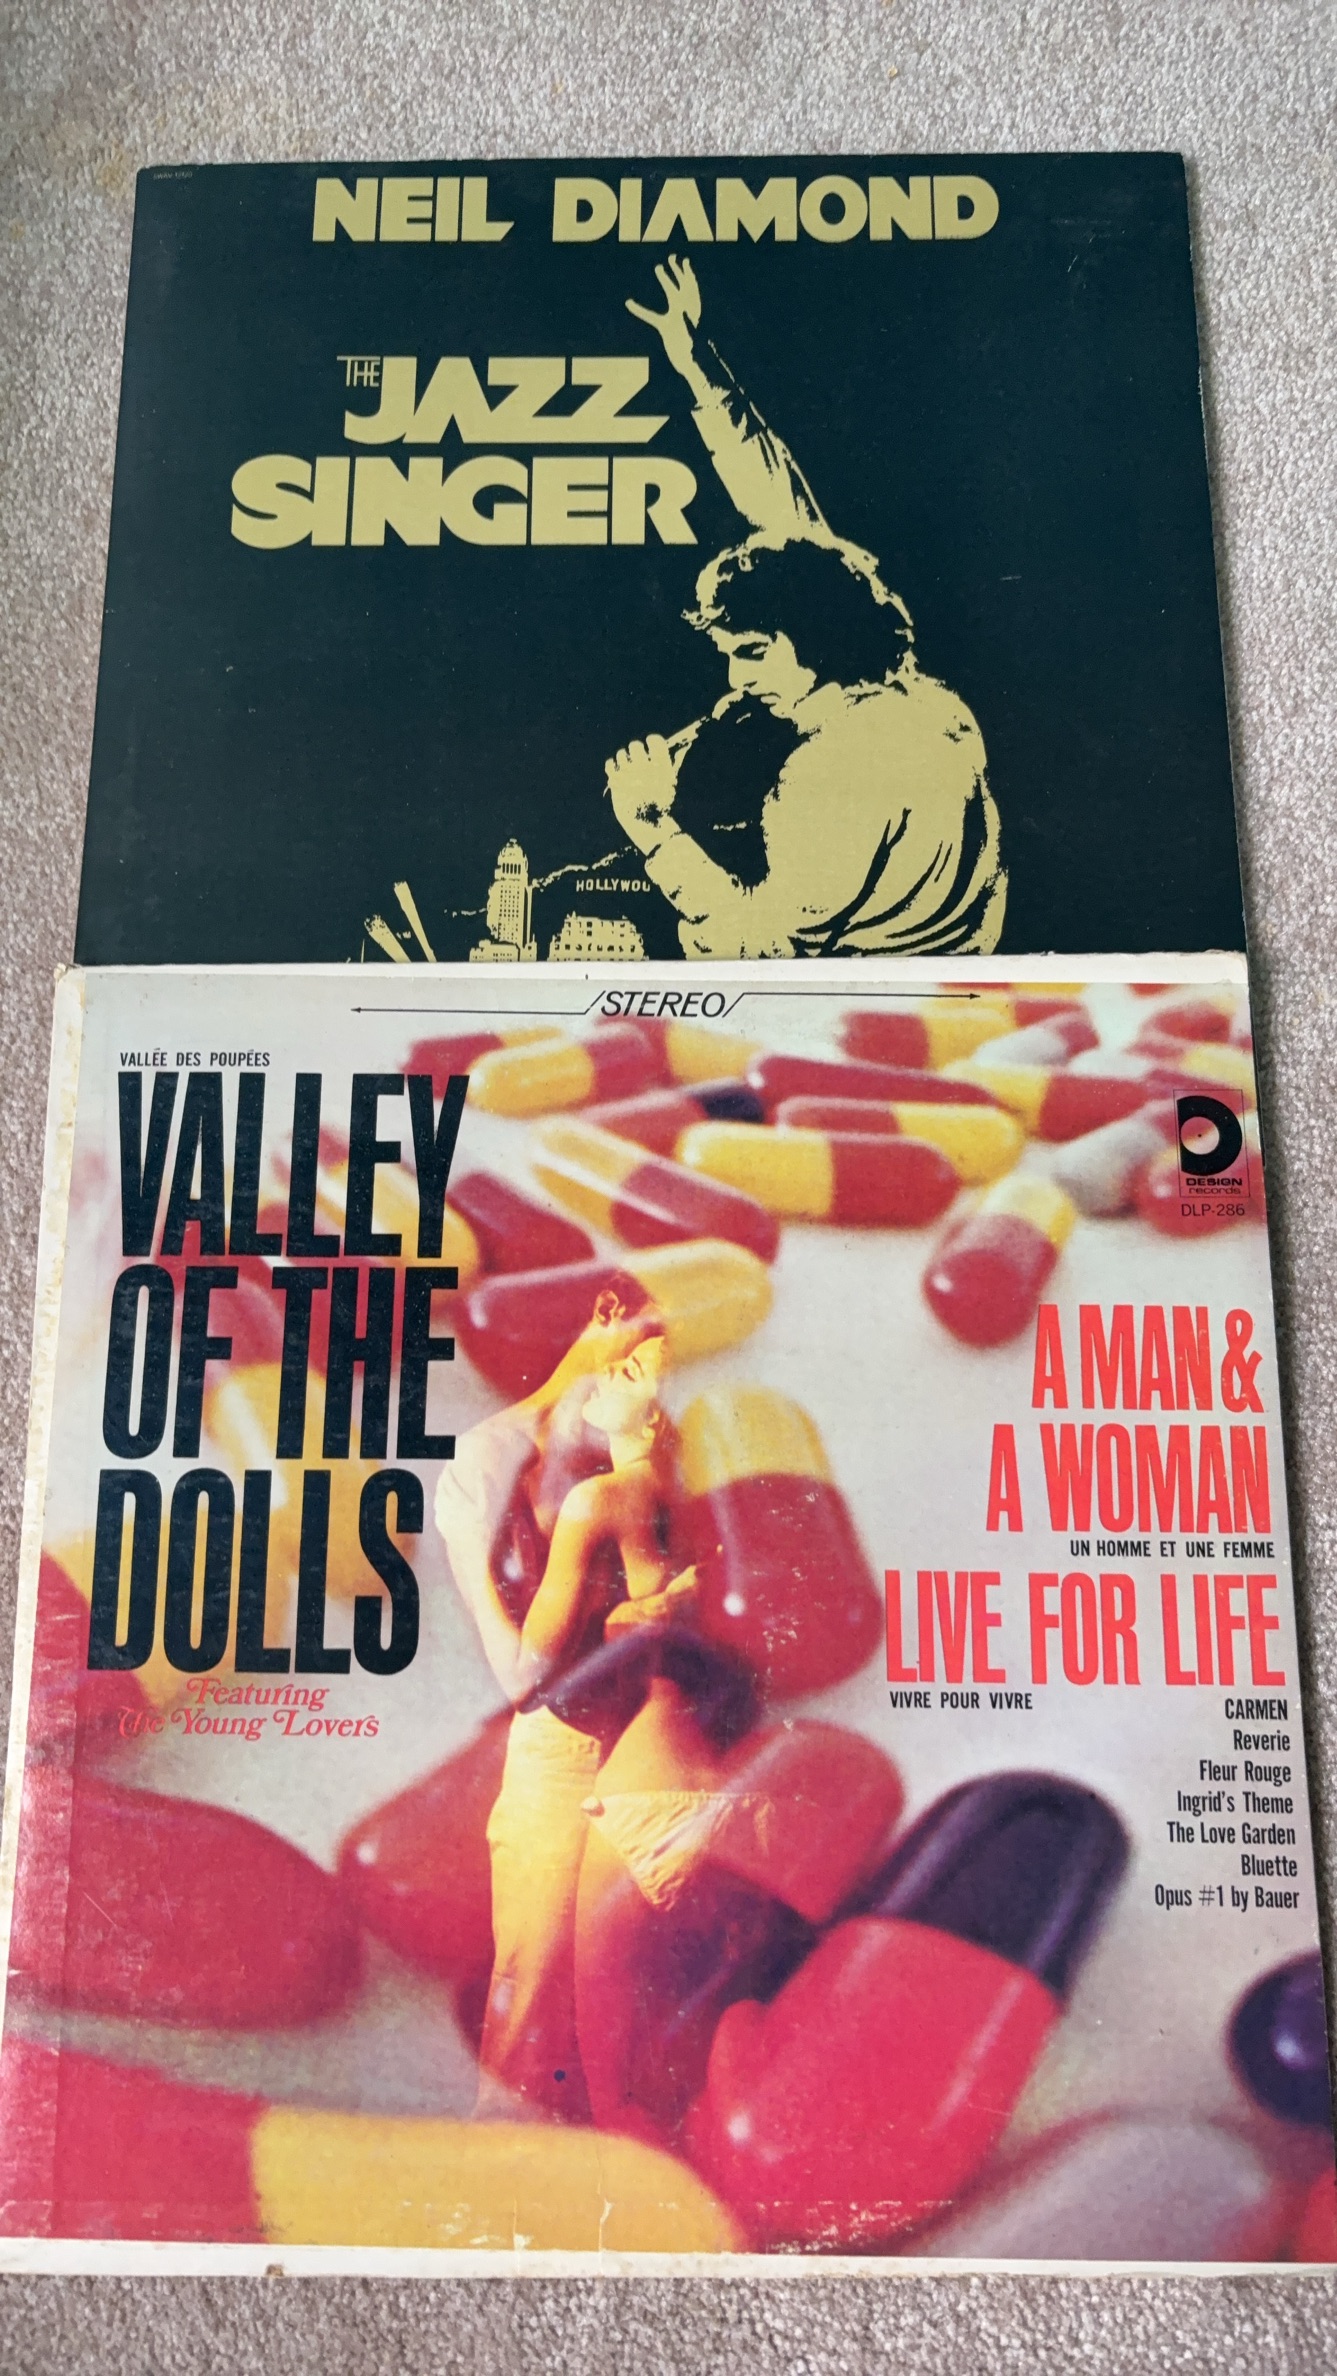 NEIL DIAMOND
THE
JAZZ
SINGER
HOLLYWOO
STEREO
VALLÉE DES POUPÉES
VALLEY
OF THE
DOLLS
Featuring
The Young Lovers
DESIGN
records
DLP-286
A MAN &
A WOMAN
UN HOMME ET UNE FEMME
LIVE FOR LIFE
VIVRE POUR VIVRE
CARMEN
Reverie
Fleur Rouge
Ingrid's Theme
The Love Garden
Bluette
Opus #1 by Bauer